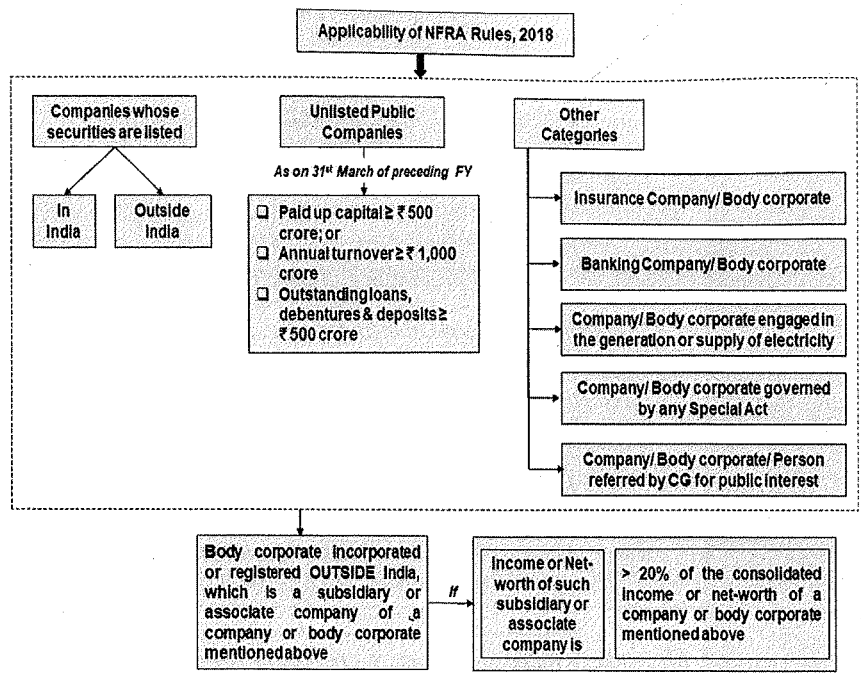 Applicability of NFRA Rules, 2018
Companies whose
securities are listed
In
India
Outside
India
Unlisted Public
Companies
As on 31st March of preceding FY
❑ Paid up capital ≥ ₹ 500
crore; or
❑ Annual turnover ≥ ₹ 1,000
crore
❑ Outstanding loans,
debentures & deposits ≥
₹ 500 crore
Other
Categories
Insurance Company/ Body corporate
Banking Company/ Body corporate
Company/ Body corporate engaged in
the generation or supply of electricity
Company/ Body corporate governed
by any Special Act
Company/ Body corporate/ Person
referred by CG for public interest
Body corporate incorporated
or registered OUTSIDE India,
which is a subsidiary or
associate company of a
company or body corporate
mentioned above
If
Income or Net-
worth of such
subsidiary or
associate
company is
> 20% of the consolidated
income or net-worth of a
company or body corporate
mentioned above